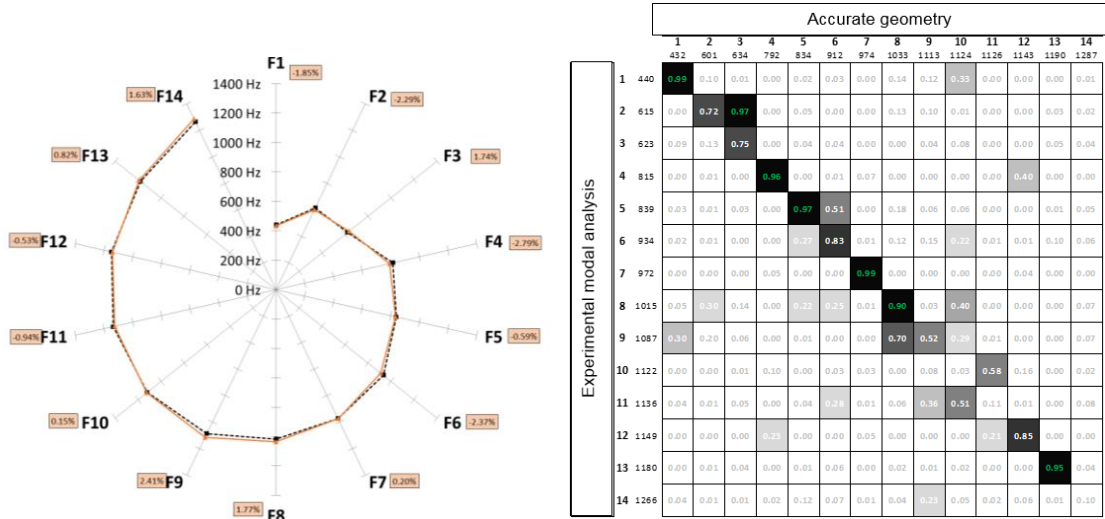 F1
-1.85%
1400 Hz
1200 Hz
1000 Hz
800 Hz
600 Hz
400 Hz
200 Hz
0 Hz
F2 -2.29%
1.74%
F3
F4
-2.79%
F5
-0.59%
F6
-2.37%
F7 0.20%
1.77% F8
2.41% F9
F10
0.15%
-0.94% F11
-0.53% F12
0.82% F13
1.63%
F14
Accurate geometry
1 2 3 4 5 6 7 8 9 10 11 12 13 14
432 601 634 792 834 912 974 1033 1113 1124 1126 1143 1190 1287
Experimental modal analysis
1 440 0.99 0.10 0.01 0.00 0.02 0.03 0.00 0.14 0.12 0.33 0.00 0.00 0.01 0.00
2 615 0.00 0.72 0.97 0.00 0.05 0.00 0.00 0.13 0.10 0.01 0.00 0.00 0.03 0.02
3 623 0.09 0.13 0.75 0.00 0.04 0.04 0.00 0.00 0.04 0.08 0.00 0.00 0.05 0.04
4 815 0.00 0.01 0.00 0.96 0.00 0.01 0.07 0.00 0.00 0.00 0.01 0.40 0.00 0.00
5 839 0.03 0.01 0.03 0.00 0.97 0.51 0.00 0.18 0.06 0.06 0.00 0.00 0.01 0.05
6 934 0.02 0.01 0.00 0.00 0.27 0.83 0.01 0.12 0.15 0.22 0.01 0.01 0.10 0.06
7 972 0.00 0.00 0.00 0.05 0.00 0.00 0.99 0.00 0.00 0.00 0.00 0.04 0.00 0.00
8 1015 0.05 0.30 0.14 0.00 0.22 0.25 0.01 0.90 0.03 0.40 0.00 0.00 0.00 0.07
9 1087 0.30 0.20 0.06 0.00 0.01 0.00 0.00 0.70 0.52 0.29 0.01 0.00 0.00 0.07
10 1122 0.00 0.00 0.01 0.10 0.00 0.03 0.03 0.00 0.08 0.03 0.58 0.16 0.00 0.02
11 1136 0.04 0.01 0.05 0.00 0.04 0.28 0.01 0.06 0.36 0.51 0.11 0.01 0.00 0.08
12 1149 0.00 0.00 0.00 0.23 0.00 0.00 0.05 0.00 0.00 0.00 0.21 0.85 0.00 0.00
13 1180 0.00 0.01 0.04 0.00 0.01 0.06 0.00 0.02 0.01 0.02 0.00 0.00 0.95 0.04
14 1266 0.04 0.01 0.01 0.02 0.12 0.07 0.01 0.04 0.23 0.05 0.02 0.06 0.01 0.10